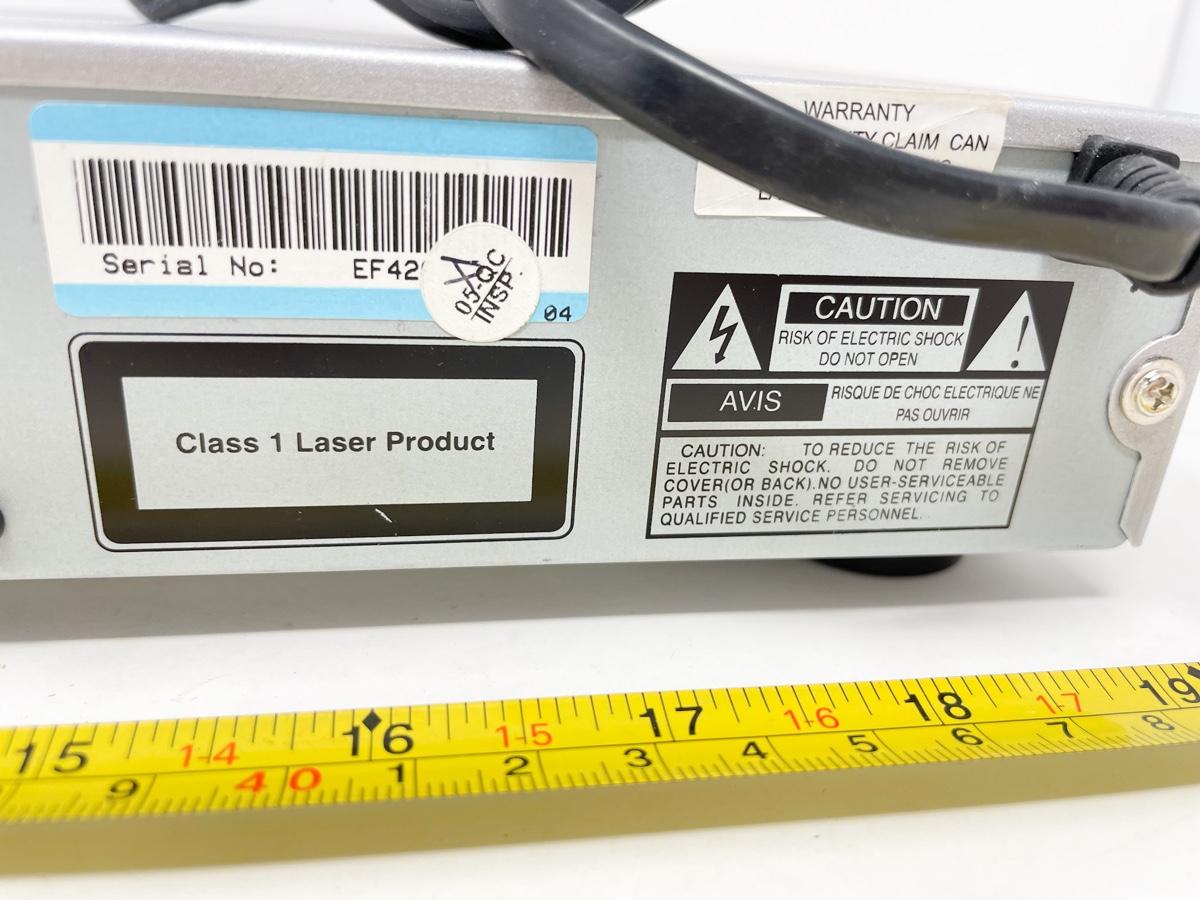 WARRANTY
CLAIM CAN
Serial No: EF42
05-QC
INSP.
04
Class 1 Laser Product
CAUTION
RISK OF ELECTRIC SHOCK
DO NOT OPEN
AVIS
RISQUE DE CHOC ELECTRIQUE NE
PAS OUVRIR
CAUTION: TO REDUCE THE RISK OF
ELECTRIC SHOCK. DO NOT REMOVE
COVER(OR BACK).NO USER-SERVICEABLE
PARTS INSIDE. REFER SERVICING TO
QUALIFIED SERVICE PERSONNEL.
15 1-4 16 1-5 17 1-6 18 1-7 19
9 40 1 2 3 4 5 6 7 8